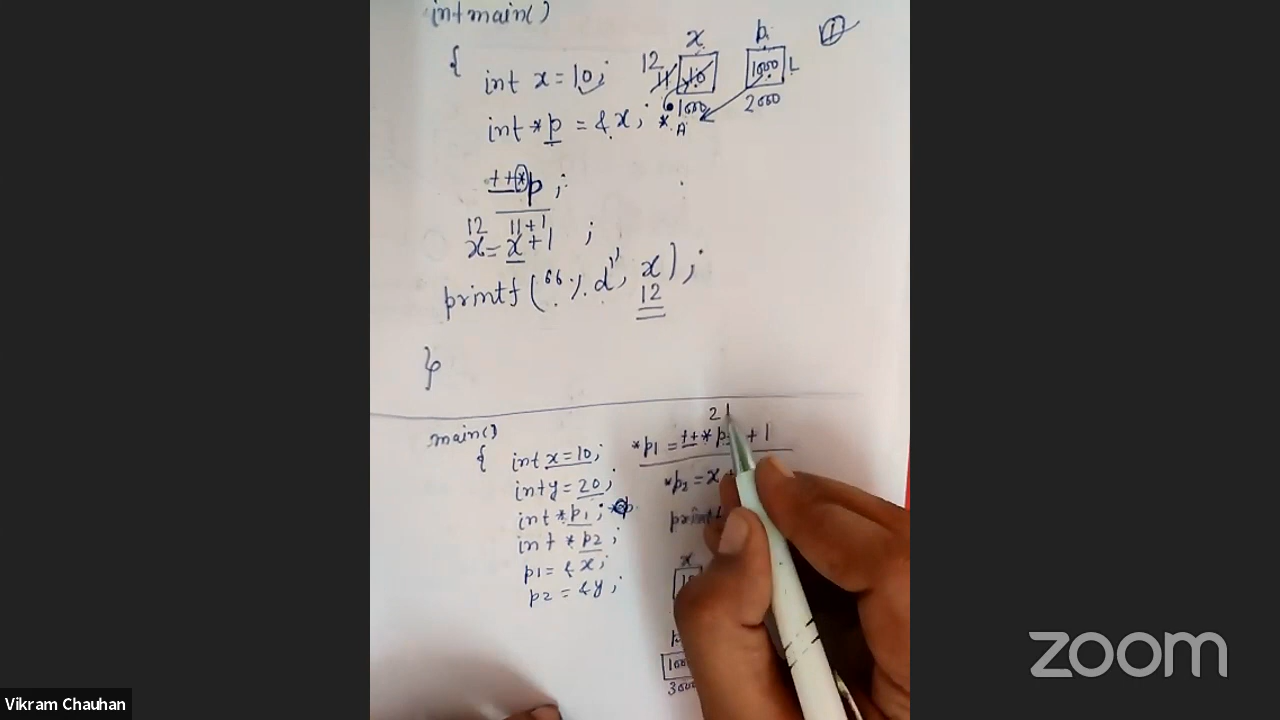 int main()
{
int x = 10;
int *p = &x;
++*p;
12 11+1
x = x+1 ;
printf("%d", x);
12
}
x
12 11 10
1000
p
1000
2000
1
*
main()
{
int x=10;
int y=20;
int *p1;
int *p2;
p1 = &x;
p2 = &y;
21
*p1 = ++*p +1
*p2 = x
x
Vikram Chauhan
zoom